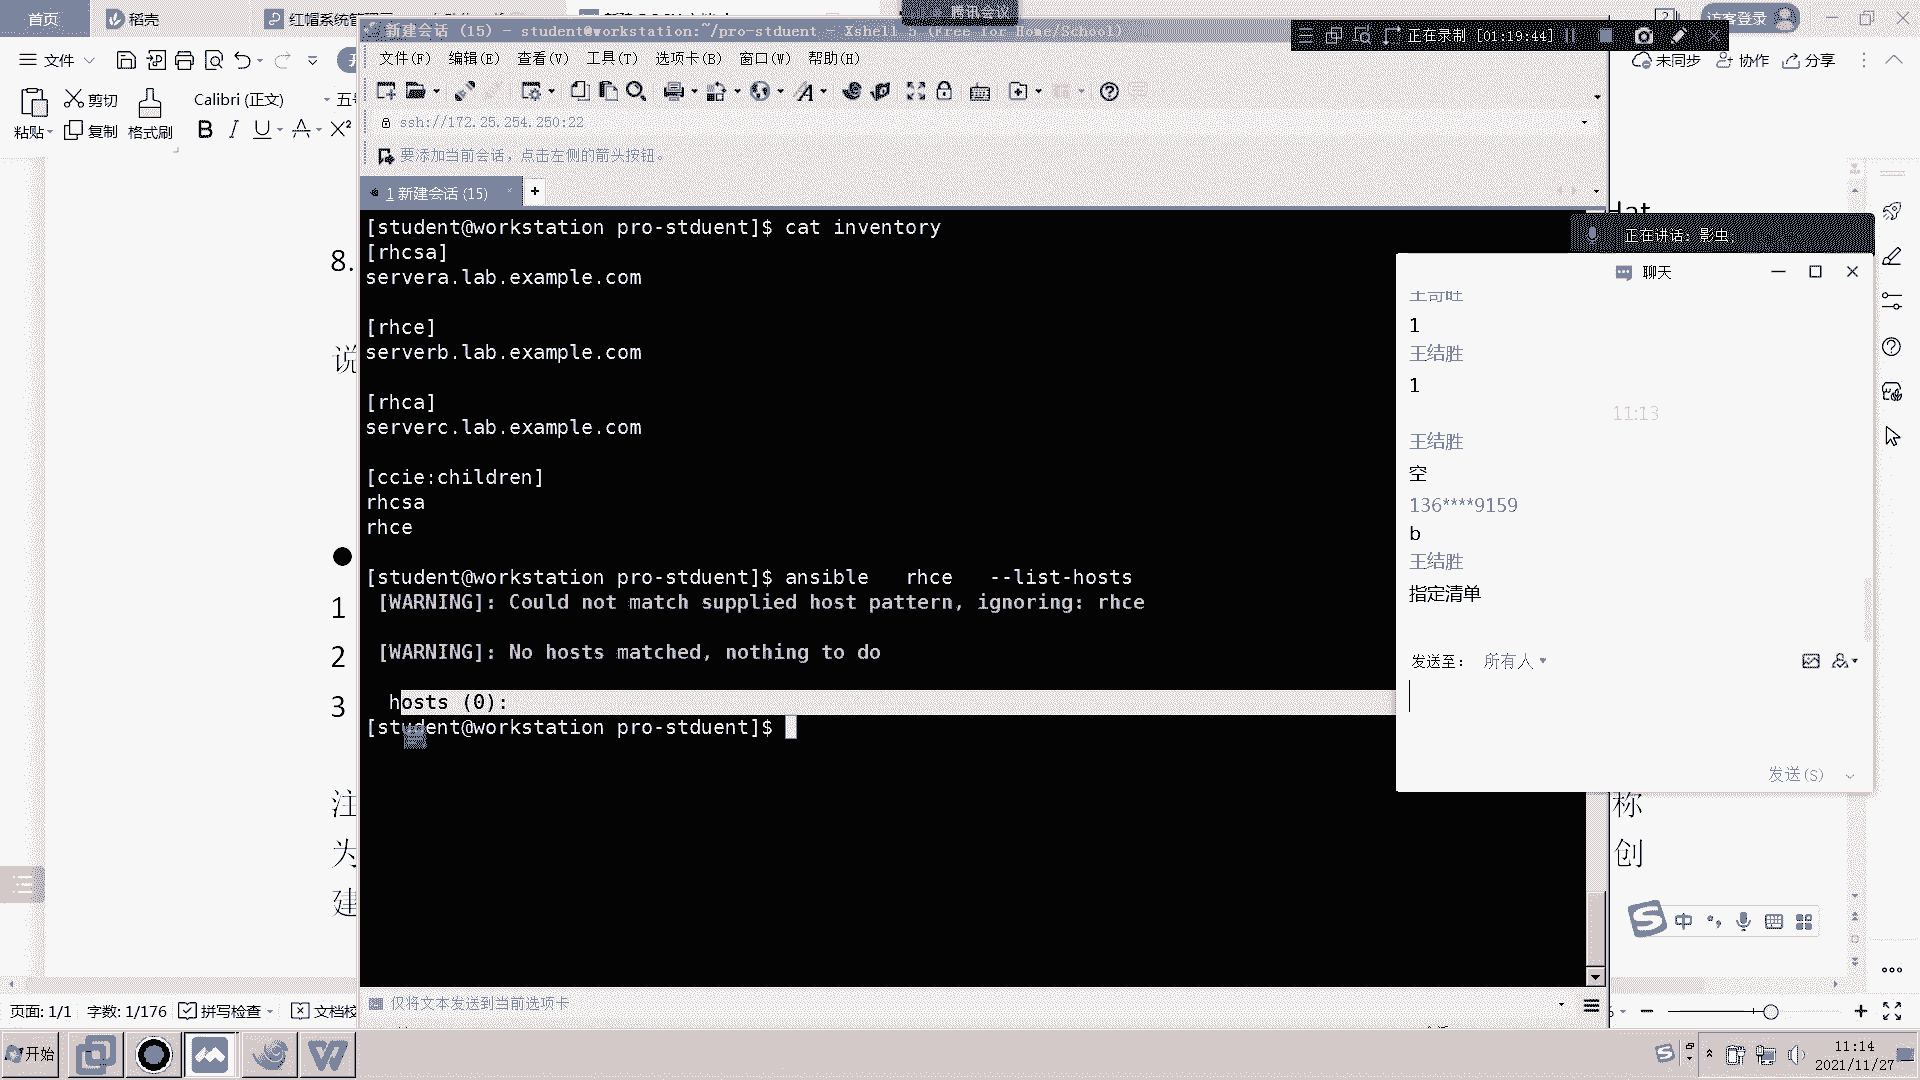 首页
稻壳
红帽系统管理
腾讯会议
访客登录
新建会话 (15) - student@workstation:~/pro-stduent - Xshell 5 (Free for Home/School)
正在录制 [01:19:44]
文件
文件(F) 编辑(E) 查看(V) 工具(T) 选项卡(B) 窗口(W) 帮助(H)
未同步 协作 分享
粘贴 剪切 复制 格式刷
Calibri (正文) 五号
B I U A X²
ssh://172.25.254.250:22
要添加当前会话，点击左侧的箭头按钮。
1 新建会话 (15)
[student@workstation pro-stduent]$ cat inventory
[rhcsa]
servera.lab.example.com
[rhce]
serverb.lab.example.com
[rhca]
serverc.lab.example.com
[ccie:children]
rhcsa
rhce
[student@workstation pro-stduent]$ ansible   rhce   --list-hosts
[WARNING]: Could not match supplied host pattern, ignoring: rhce
[WARNING]: No hosts matched, nothing to do
hosts (0):
[student@workstation pro-stduent]$
8.
说
1
2
3
注
为
建
称
创
正在讲话: 影虫,
聊天
1
王结胜
1
11:13
王结胜
空
136****9159
b
王结胜
指定清单
发送至： 所有人
发送(S)
中
仅将文本发送到当前选项卡
页面: 1/1 字数: 1/176 拼写检查 文档校
开始
11:14
2021/11/27